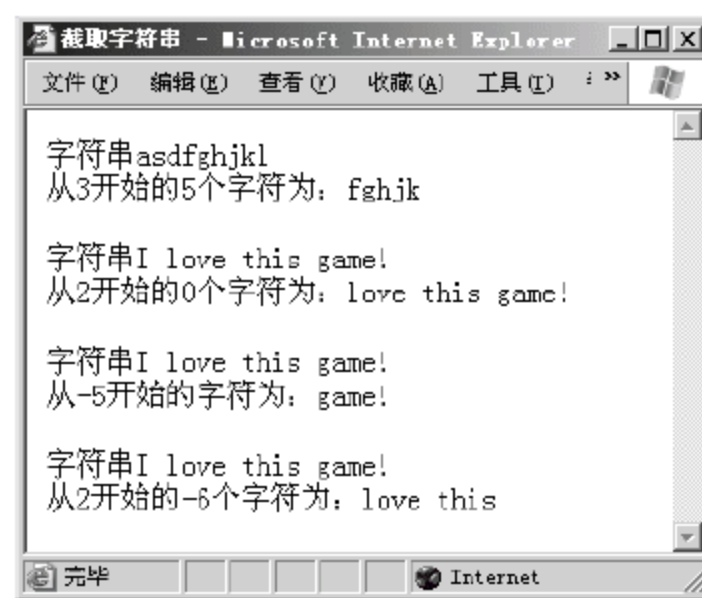 截取字符串 - Microsoft Internet Explorer
文件(F) 编辑(E) 查看(V) 收藏(A) 工具(T) »
字符串asdfghjkl
从3开始的5个字符为：fghjk
字符串I love this game!
从2开始的0个字符为：love this game!
字符串I love this game!
从-5开始的字符为：game!
字符串I love this game!
从2开始的-6个字符为：love this
完毕 Internet